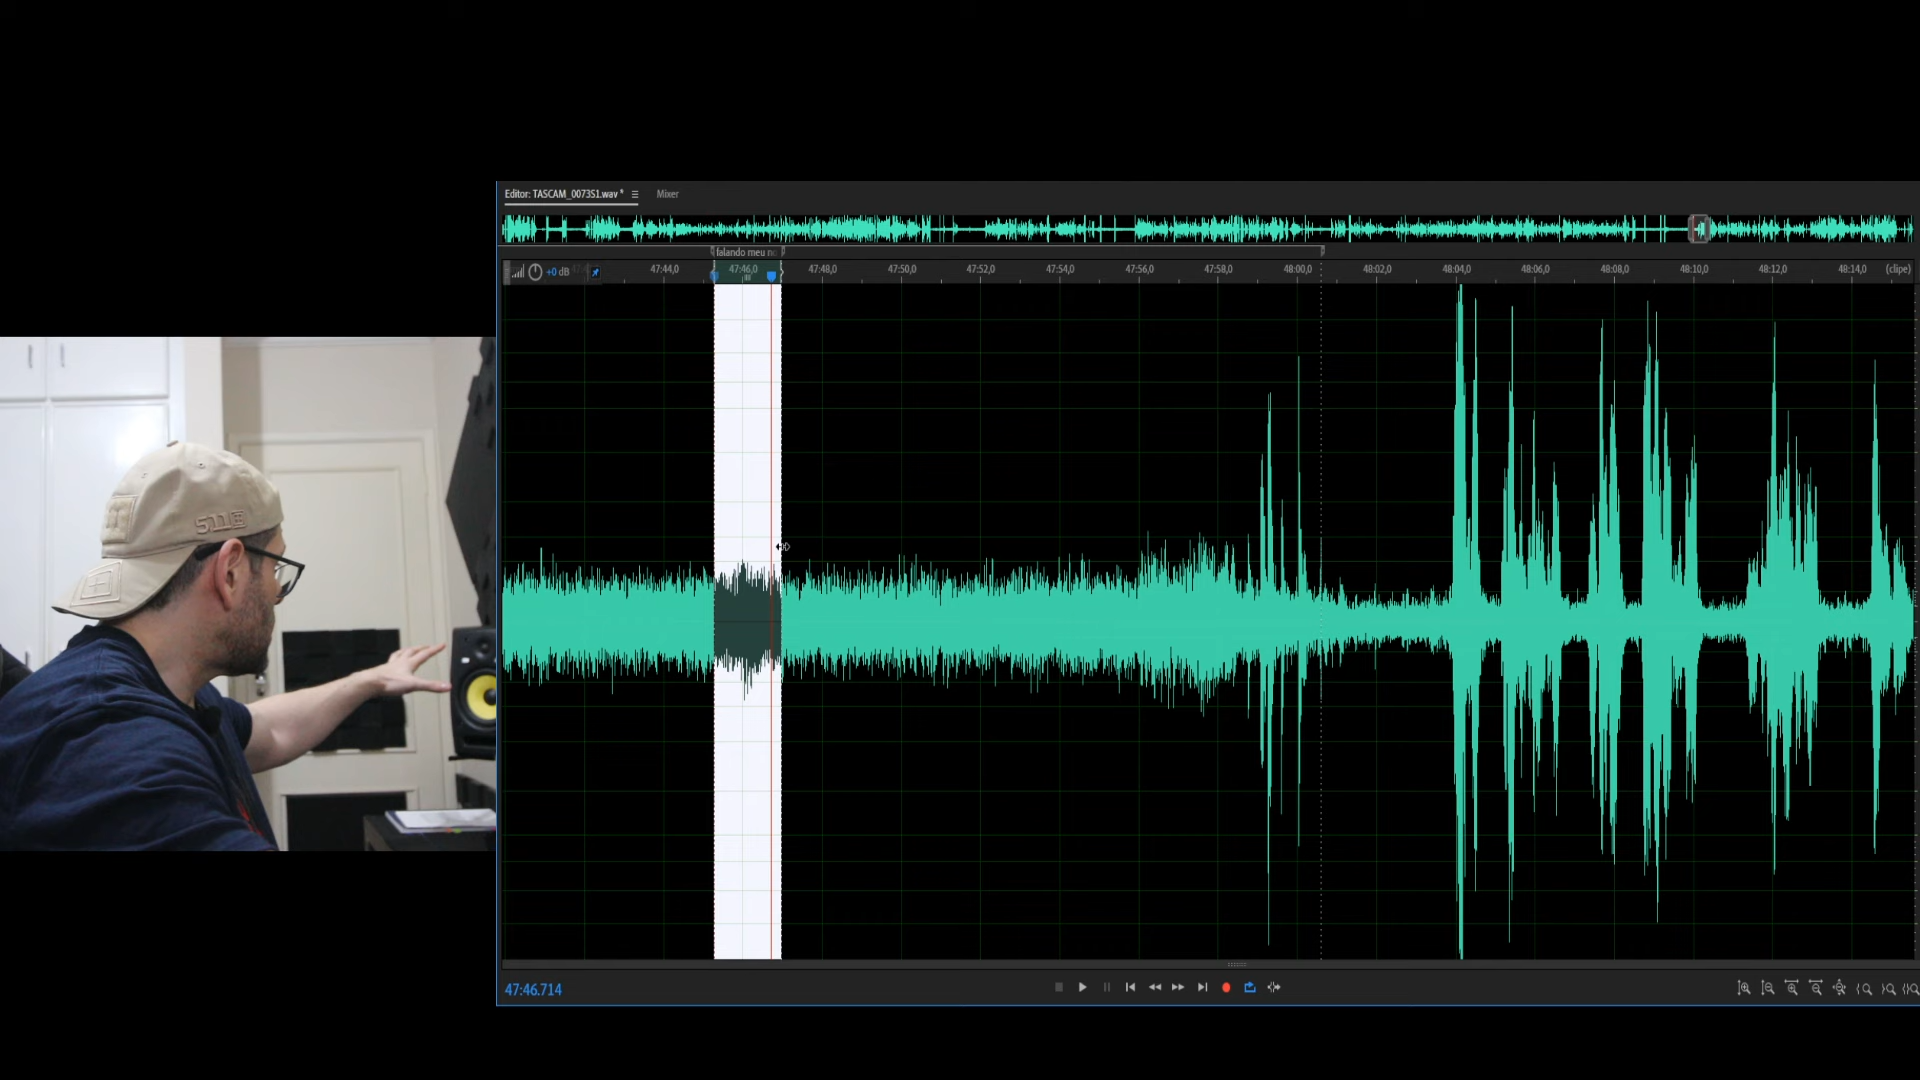 Editor: TASCAM_0073S1.wav *
Mixer
falando meu no
+0 dB
47:44,0 47:46,0 47:48,0 47:50,0 47:52,0 47:54,0 47:56,0 47:58,0 48:00,0 48:02,0 48:04,0 48:06,0 48:08,0 48:10,0 48:12,0 48:14,0 (clipe)
5.11
47:46.714